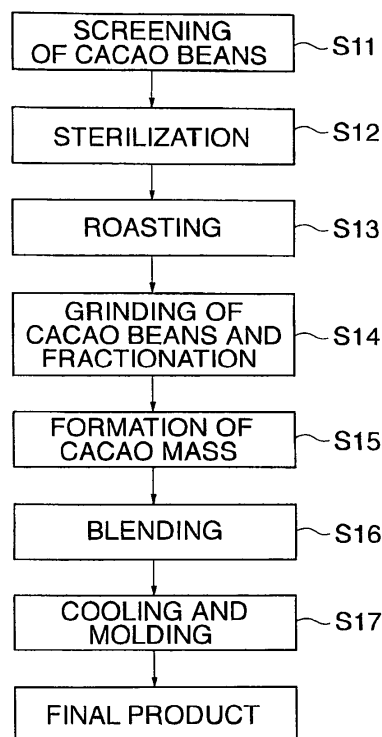 SCREENING
OF CACAO BEANS
S11
STERILIZATION
S12
ROASTING
S13
GRINDING OF
CACAO BEANS AND
FRACTIONATION
S14
FORMATION OF
CACAO MASS
S15
BLENDING
S16
COOLING AND
MOLDING
S17
FINAL PRODUCT